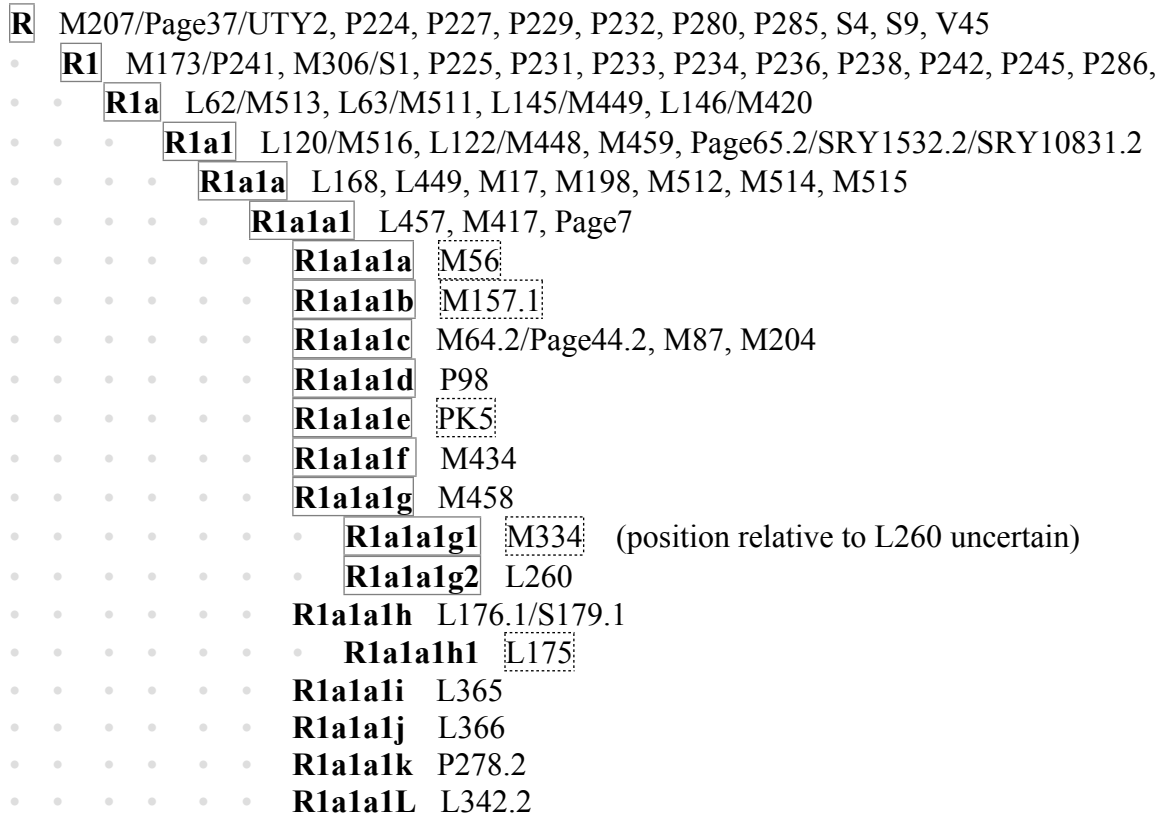 R M207/Page37/UTY2, P224, P227, P229, P232, P280, P285, S4, S9, V45
R1 M173/P241, M306/S1, P225, P231, P233, P234, P236, P238, P242, P245, P286,
R1a L62/M513, L63/M511, L145/M449, L146/M420
R1a1 L120/M516, L122/M448, M459, Page65.2/SRY1532.2/SRY10831.2
R1a1a L168, L449, M17, M198, M512, M514, M515
R1a1a1 L457, M417, Page7
R1a1a1a M56
R1a1a1b M157.1
R1a1a1c M64.2/Page44.2, M87, M204
R1a1a1d P98
R1a1a1e PK5
R1a1a1f M434
R1a1a1g M458
R1a1a1g1 M334 (position relative to L260 uncertain)
R1a1a1g2 L260
R1a1a1h L176.1/S179.1
R1a1a1h1 L175
R1a1a1i L365
R1a1a1j L366
R1a1a1k P278.2
R1a1a1L L342.2